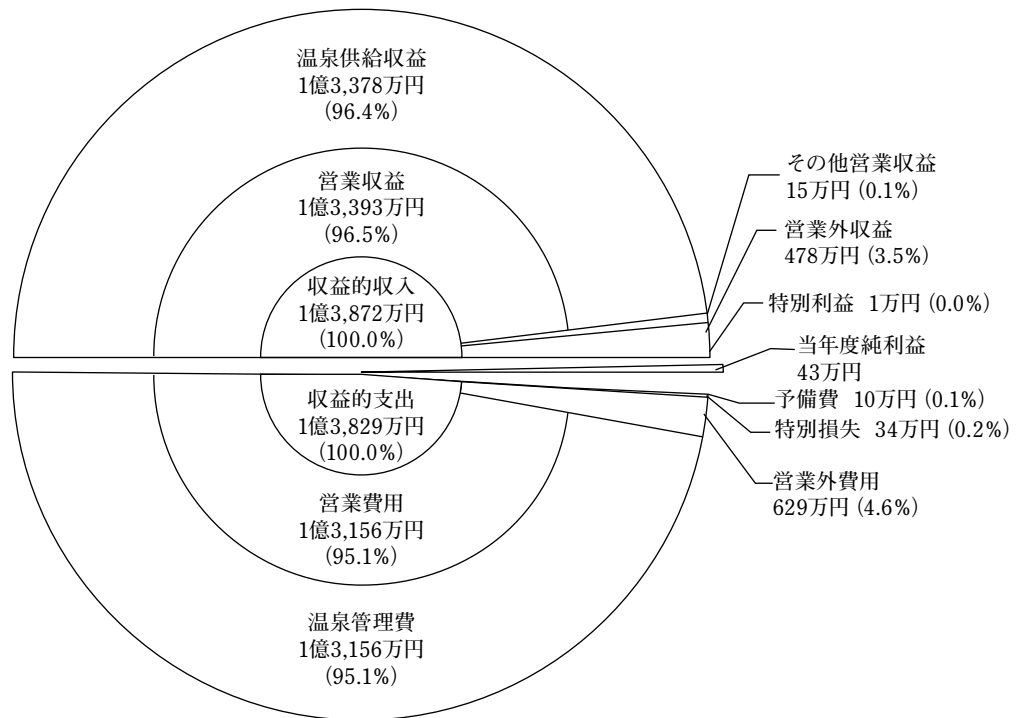 温泉供給収益
1億3,378万円
(96.4%)
営業収益
1億3,393万円
(96.5%)
収益的収入
1億3,872万円
(100.0%)
その他営業収益
15万円 (0.1%)
営業外収益
478万円 (3.5%)
特別利益 1万円 (0.0%)
当年度純利益
43万円
予備費 10万円 (0.1%)
特別損失 34万円 (0.2%)
営業外費用
629万円 (4.6%)
収益的支出
1億3,829万円
(100.0%)
営業費用
1億3,156万円
(95.1%)
温泉管理費
1億3,156万円
(95.1%)